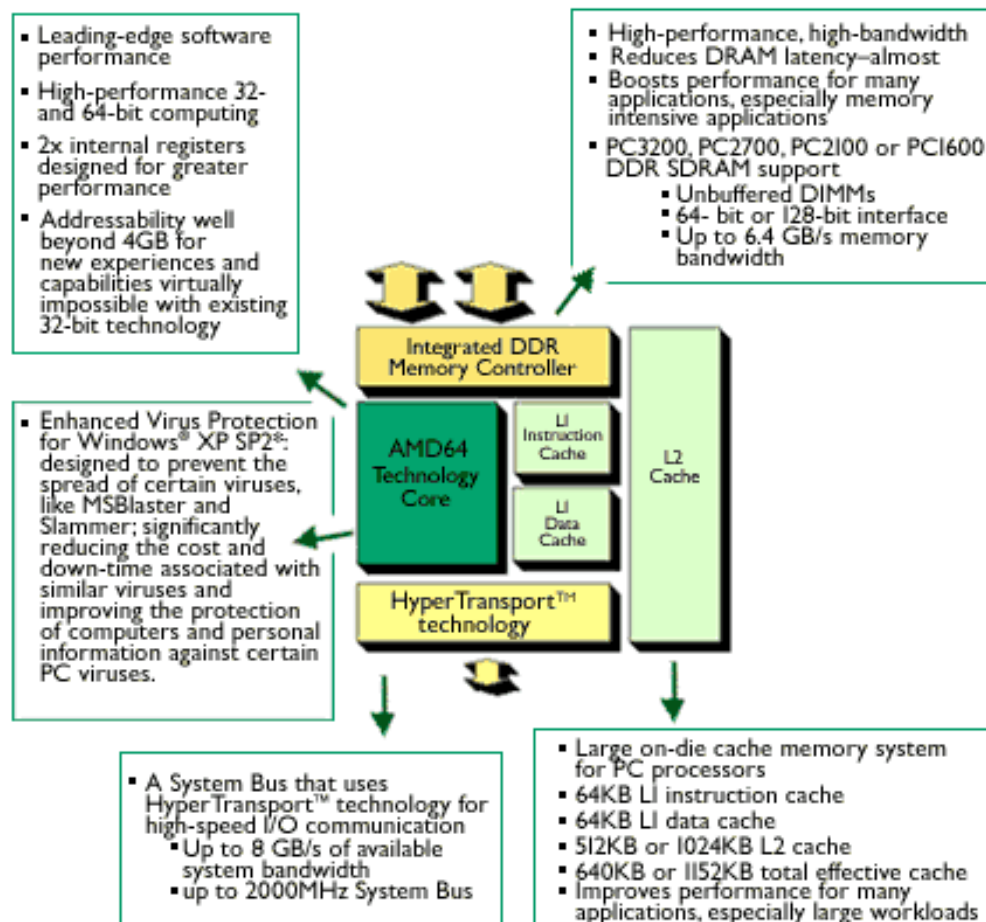 ▪ Leading-edge software
performance
▪ High-performance 32-
and 64-bit computing
▪ 2x internal registers
designed for greater
performance
▪ Addressability well
beyond 4GB for
new experiences and
capabilities virtually
impossible with existing
32-bit technology
▪ High-performance, high-bandwidth
▪ Reduces DRAM latency–almost
▪ Boosts performance for many
applications, especially memory
intensive applications
▪ PC3200, PC2700, PC2100 or PC1600
DDR SDRAM support
▪ Unbuffered DIMMs
▪ 64- bit or 128-bit interface
▪ Up to 6.4 GB/s memory
bandwidth
Integrated DDR
Memory Controller
AMD64
Technology
Core
L1
Instruction
Cache
L1
Data
Cache
L2
Cache
HyperTransport™
technology
▪ Enhanced Virus Protection
for Windows® XP SP2*:
designed to prevent the
spread of certain viruses,
like MSBlaster and
Slammer; significantly
reducing the cost and
down-time associated with
similar viruses and
improving the protection
of computers and personal
information against certain
PC viruses.
▪ A System Bus that uses
HyperTransport™ technology for
high-speed I/O communication
▪ Up to 8 GB/s of available
system bandwidth
▪ up to 2000MHz System Bus
▪ Large on-die cache memory system
for PC processors
▪ 64KB L1 instruction cache
▪ 64KB L1 data cache
▪ 512KB or 1024KB L2 cache
▪ 640KB or 1152KB total effective cache
▪ Improves performance for many
applications, especially large workloads